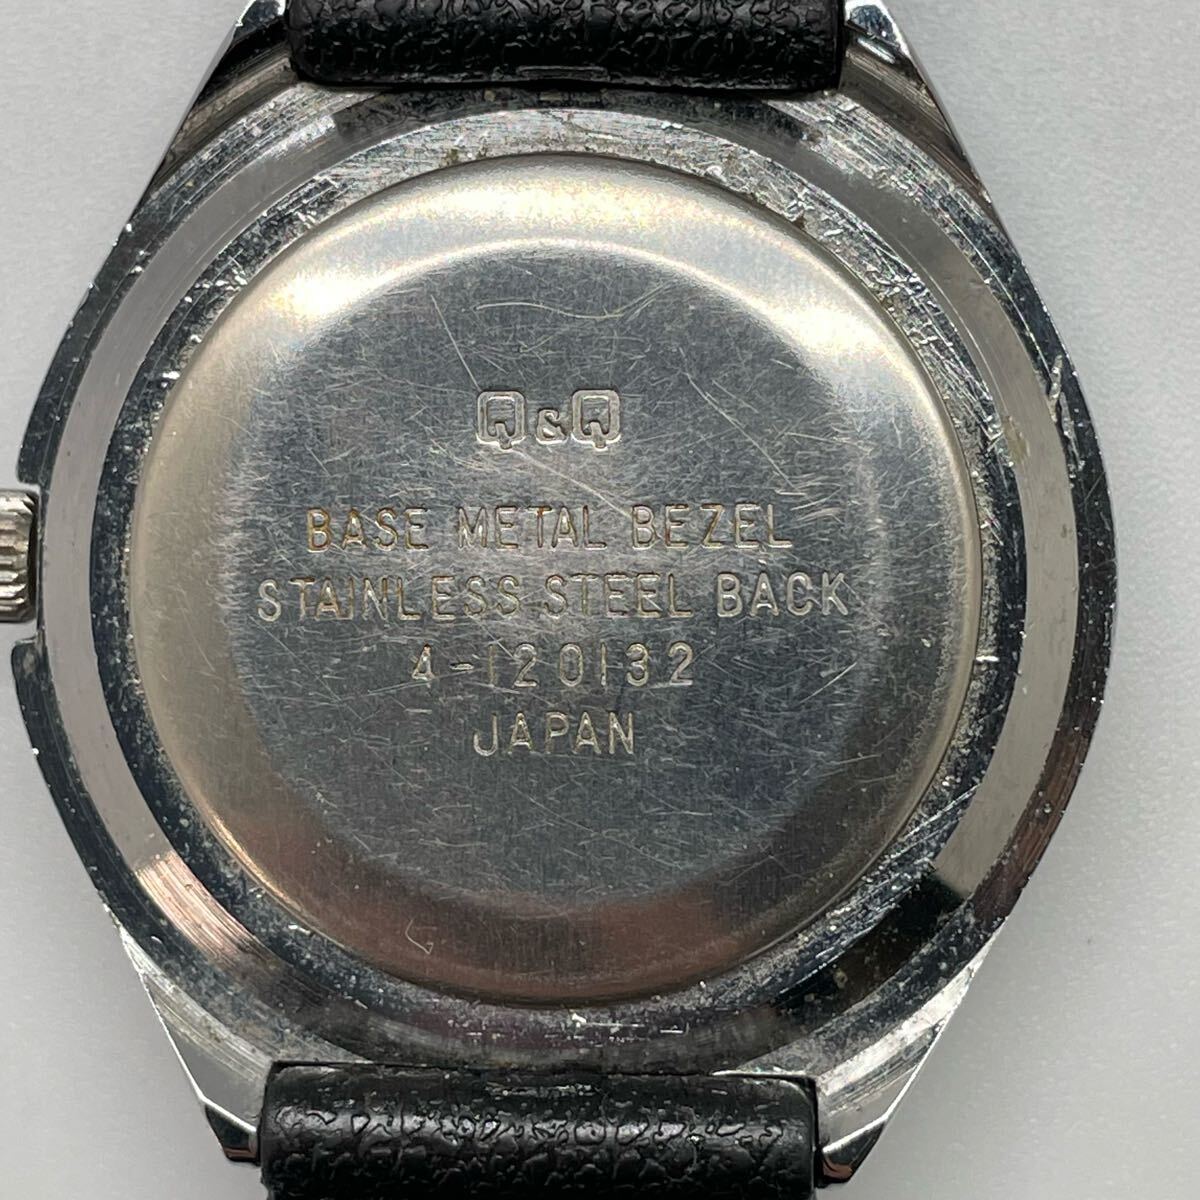 Q&Q
BASE METAL BEZEL
STAINLESS STEEL BACK
4-120132
JAPAN